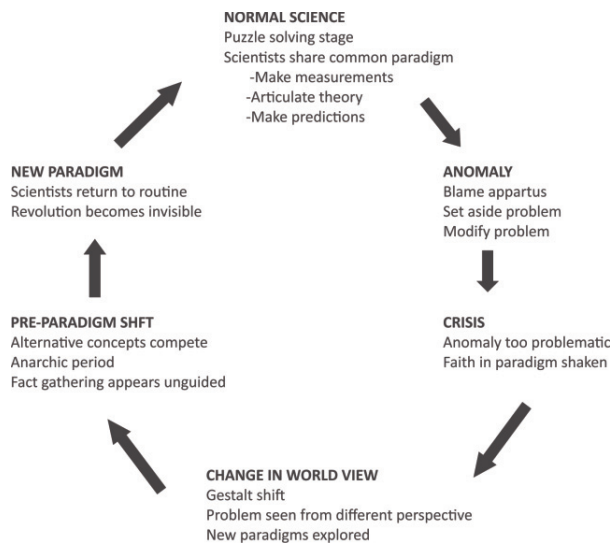 NORMAL SCIENCE
Puzzle solving stage
Scientists share common paradigm
-Make measurements
-Articulate theory
-Make predictions
ANOMALY
Blame appartus
Set aside problem
Modify problem
CRISIS
Anomaly too problematic
Faith in paradigm shaken
CHANGE IN WORLD VIEW
Gestalt shift
Problem seen from different perspective
New paradigms explored
PRE-PARADIGM SHFT
Alternative concepts compete
Anarchic period
Fact gathering appears unguided
NEW PARADIGM
Scientists return to routine
Revolution becomes invisible